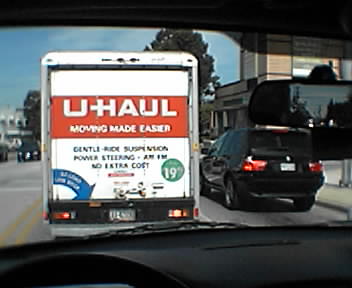 U-HAUL
MOVING MADE EASIER
GENTLE-RIDE SUSPENSION
POWER STEERING - AM FM
NO EXTRA COST
19